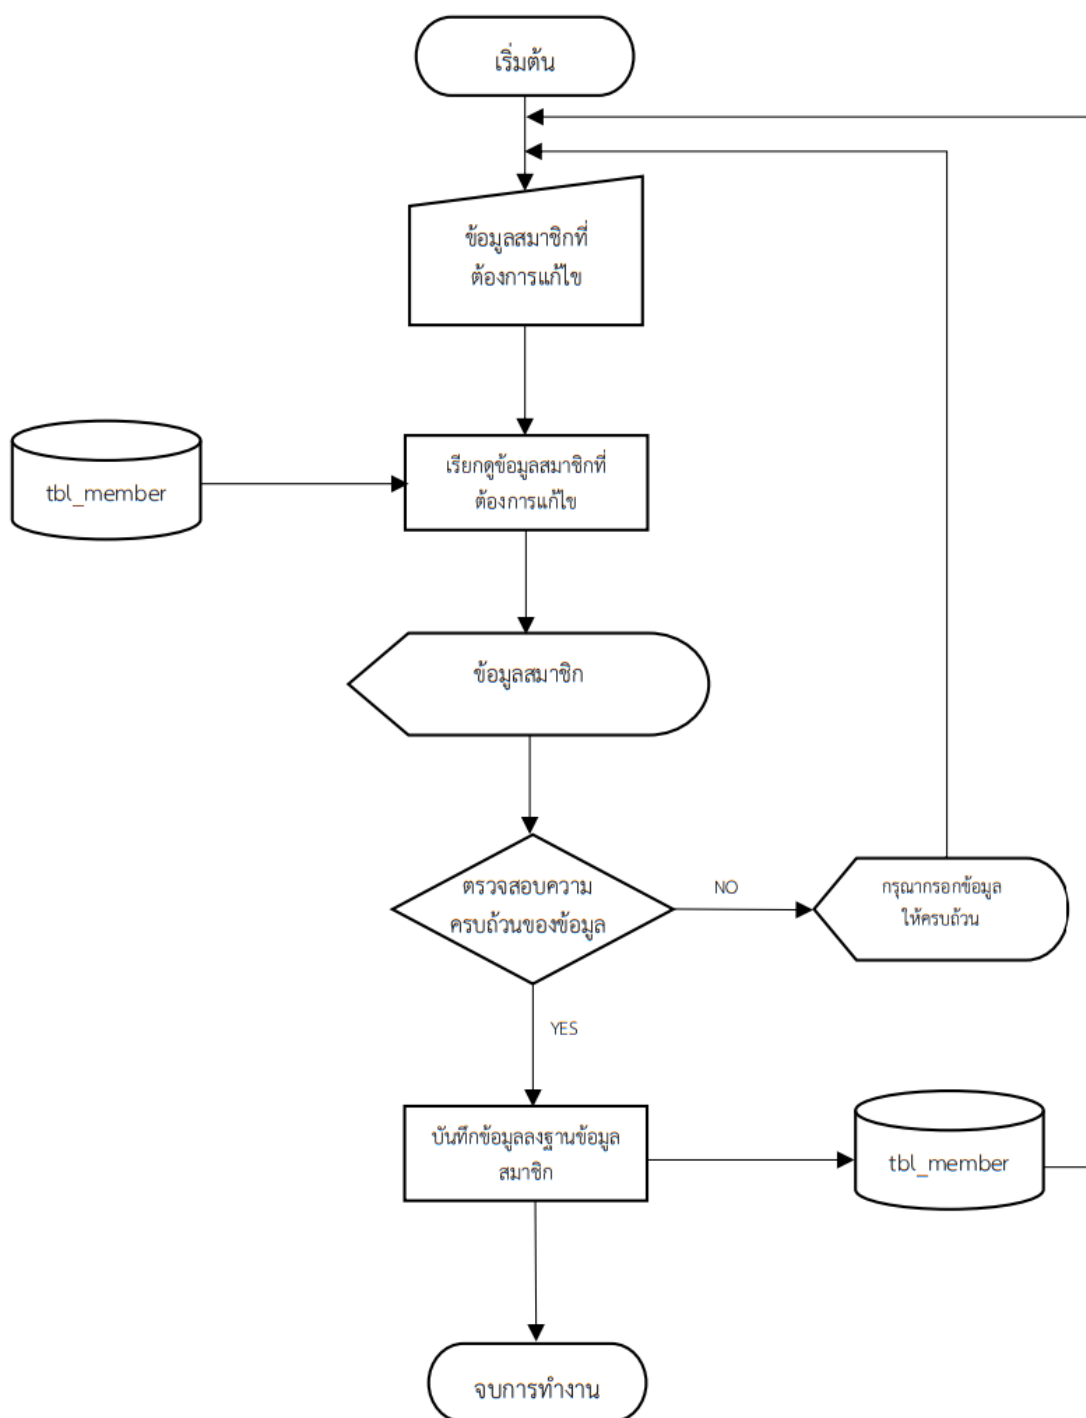 เริ่มต้น
ข้อมูลสมาชิกที่
ต้องการแก้ไข
tbl_member
เรียกดูข้อมูลสมาชิกที่
ต้องการแก้ไข
ข้อมูลสมาชิก
ตรวจสอบความ
ครบถ้วนของข้อมูล
NO
กรุณากรอกข้อมูล
ให้ครบถ้วน
YES
บันทึกข้อมูลลงฐานข้อมูล
สมาชิก
tbl_member
จบการทำงาน